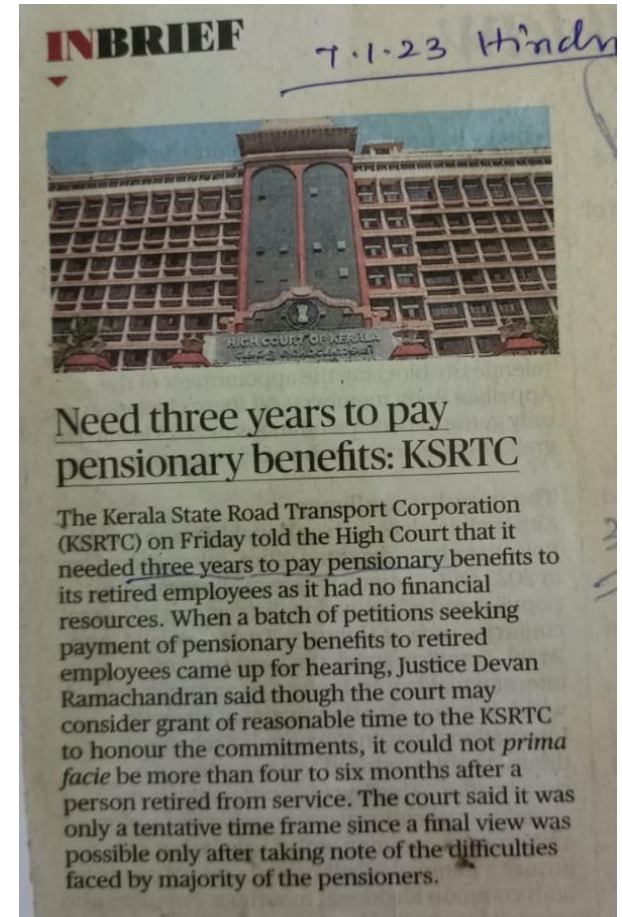 INBRIEF
7.1.23 Hindu
HIGH COURT OF KERALA
Need three years to pay
pensionary benefits: KSRTC
The Kerala State Road Transport Corporation
(KSRTC) on Friday told the High Court that it
needed three years to pay pensionary benefits to
its retired employees as it had no financial
resources. When a batch of petitions seeking
payment of pensionary benefits to retired
employees came up for hearing, Justice Devan
Ramachandran said though the court may
consider grant of reasonable time to the KSRTC
to honour the commitments, it could not prima
facie be more than four to six months after a
person retired from service. The court said it was
only a tentative time frame since a final view was
possible only after taking note of the difficulties
faced by majority of the pensioners.